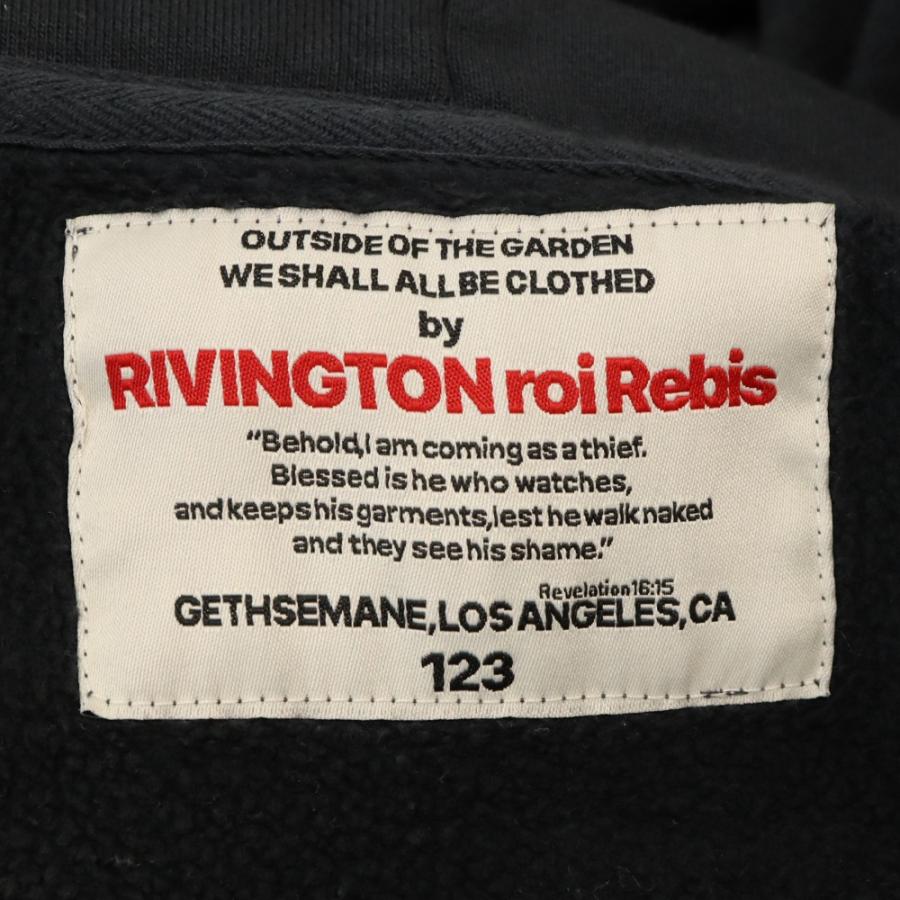 OUTSIDE OF THE GARDEN
WE SHALL ALL BE CLOTHED
by
RIVINGTON roi Rebis
“Behold, I am coming as a thief.
Blessed is he who watches,
and keeps his garments, lest he walk naked
and they see his shame.”
Revelation 16:15
GETHSEMANE, LOS ANGELES, CA
123